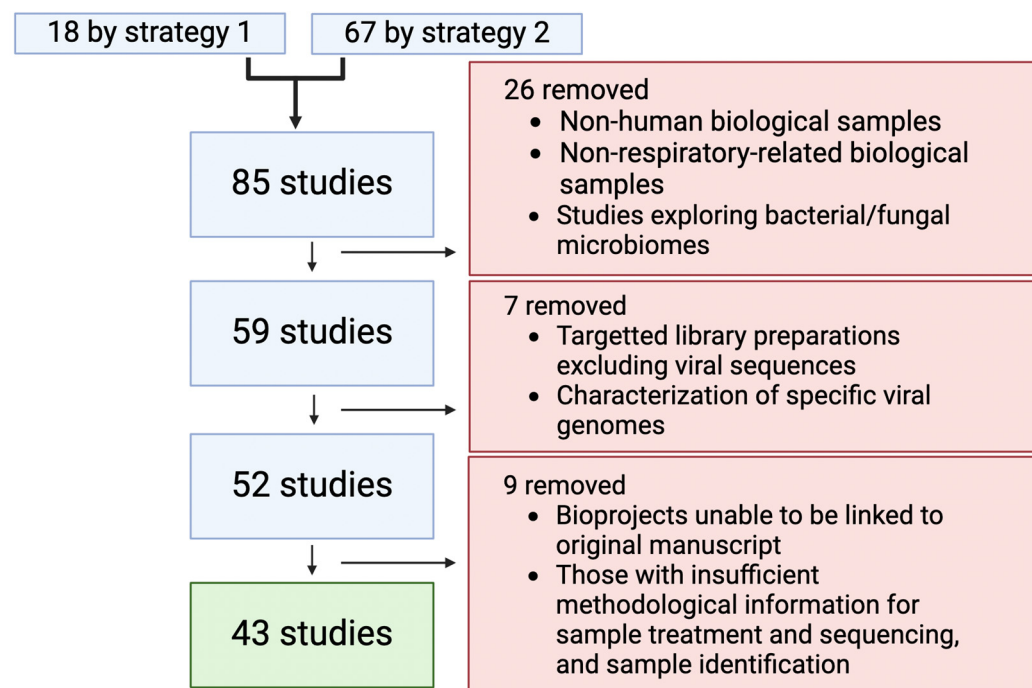 18 by strategy 1
67 by strategy 2
85 studies
26 removed
• Non-human biological samples
• Non-respiratory-related biological
samples
• Studies exploring bacterial/fungal
microbiomes
59 studies
7 removed
• Targetted library preparations
excluding viral sequences
• Characterization of specific viral
genomes
52 studies
9 removed
• Bioprojects unable to be linked to
original manuscript
• Those with insufficient
methodological information for
sample treatment and sequencing,
and sample identification
43 studies